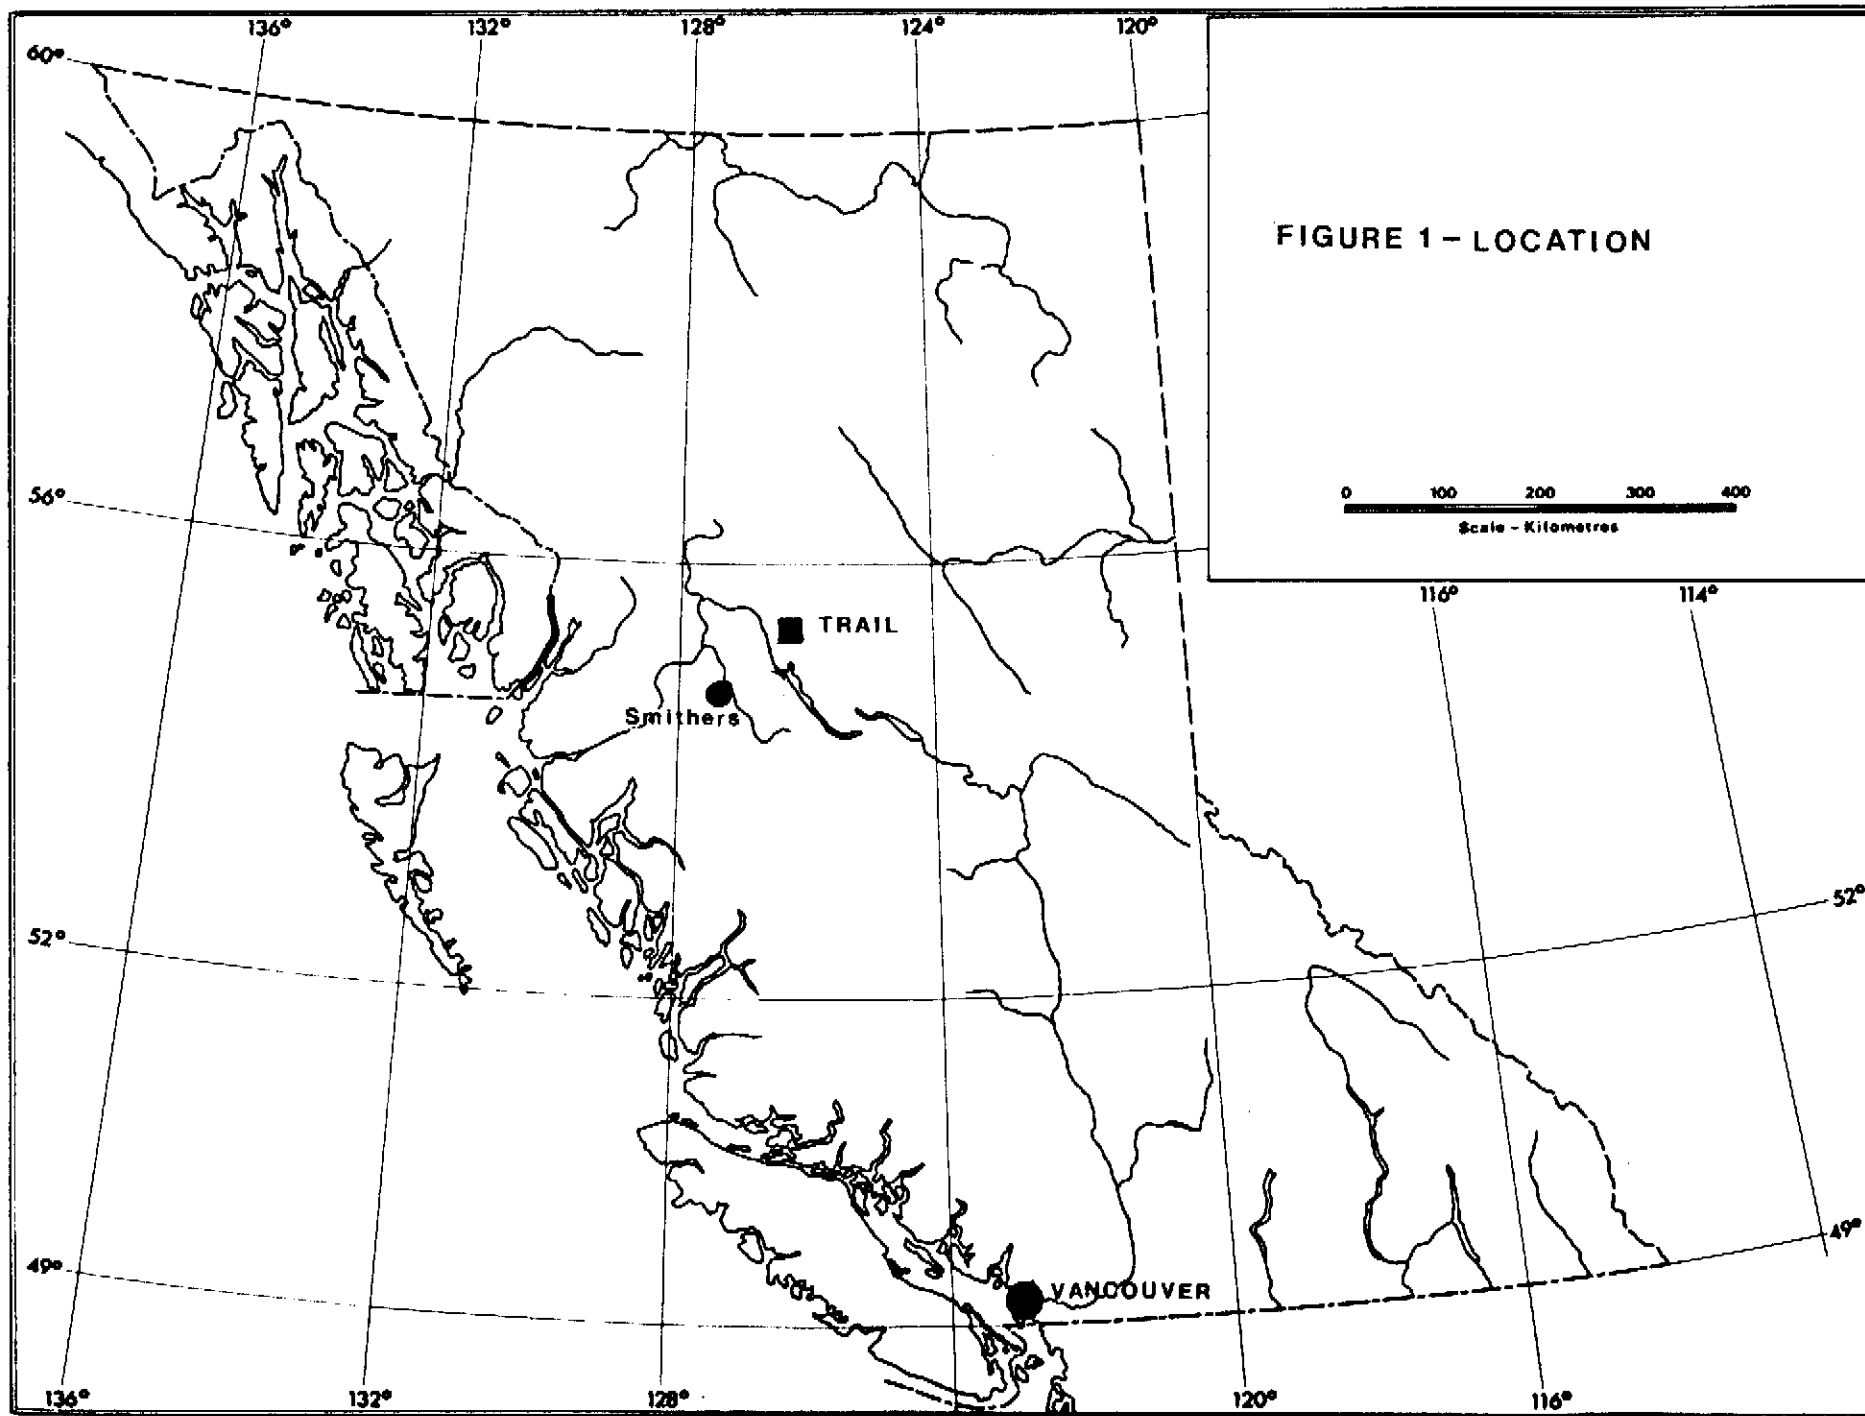 136° 132° 128° 124° 120°
60°
FIGURE 1 – LOCATION
56°
0 100 200 300 400
Scale – Kilometres
116° 114°
TRAIL
Smithers
52°
52°
49°
49°
VANCOUVER
136° 132° 128° 120° 116°